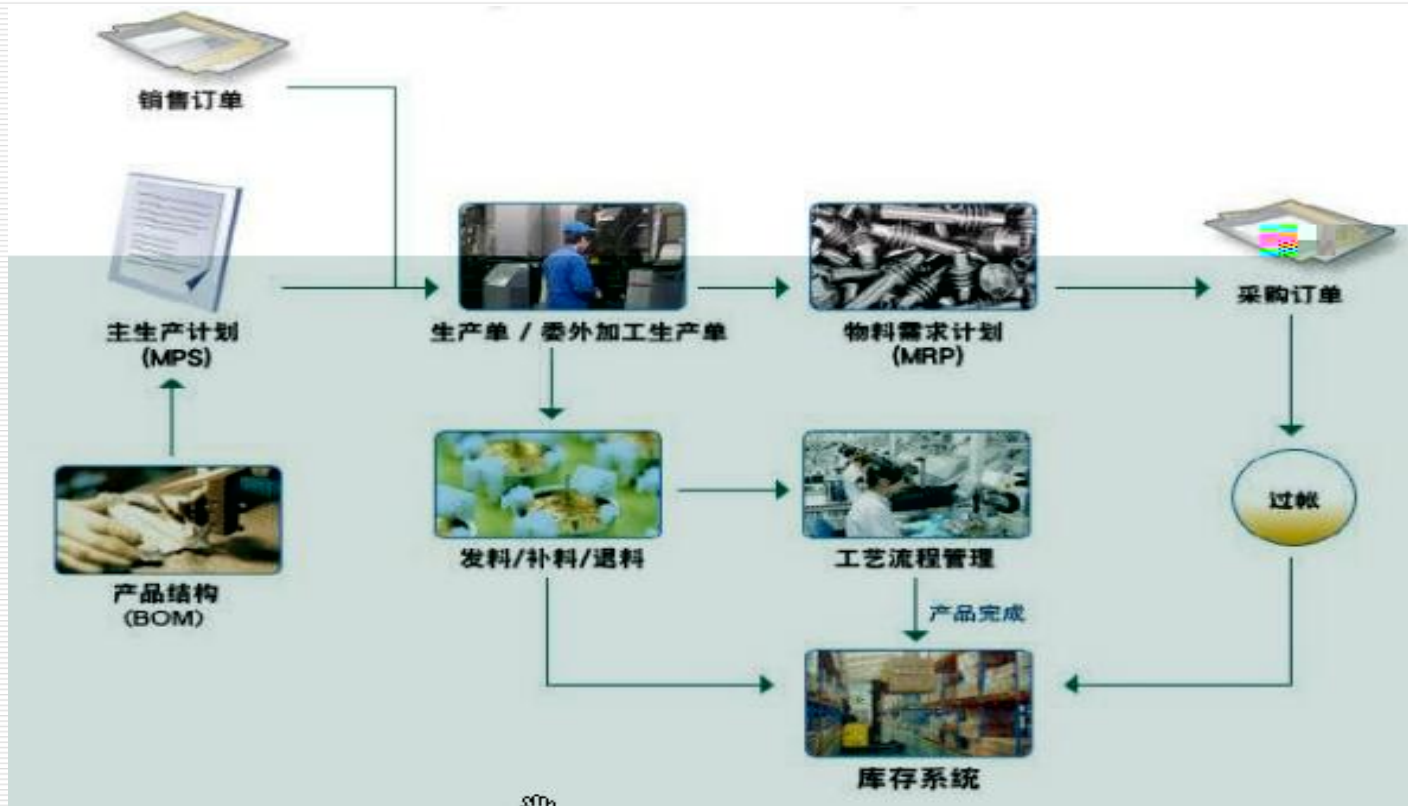 销售订单
主生产计划
(MPS)
生产单 / 委外加工生产单
物料需求计划
(MRP)
采购订单
产品结构
(BOM)
发料/补料/退料
工艺流程管理
过帐
产品完成
库存系统